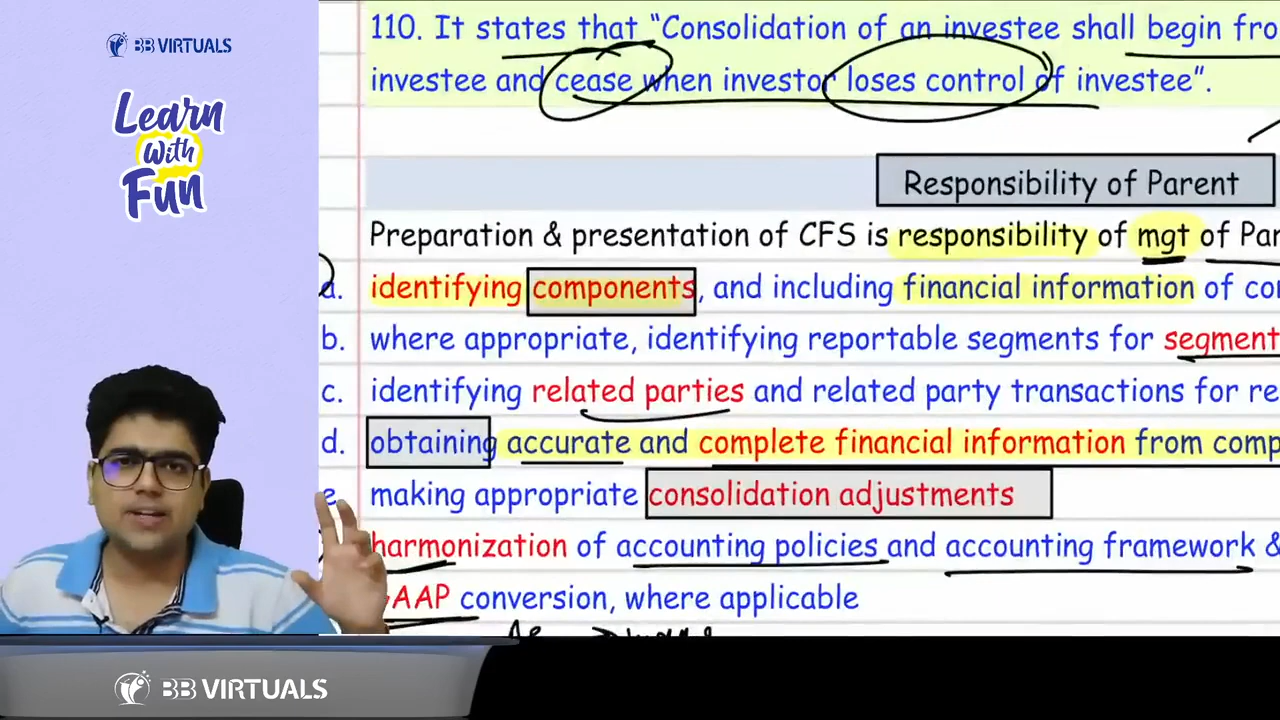 BB VIRTUALS
Learn
With
Fun
110. It states that “Consolidation of an investee shall begin fro
investee and cease when investor loses control of investee”.
Responsibility of Parent
Preparation & presentation of CFS is responsibility of mgt of Par
a. identifying components, and including financial information of co
b. where appropriate, identifying reportable segments for segment
c. identifying related parties and related party transactions for re
d. obtaining accurate and complete financial information from comp
e. making appropriate consolidation adjustments
harmonization of accounting policies and accounting framework &
GAAP conversion, where applicable
BB VIRTUALS